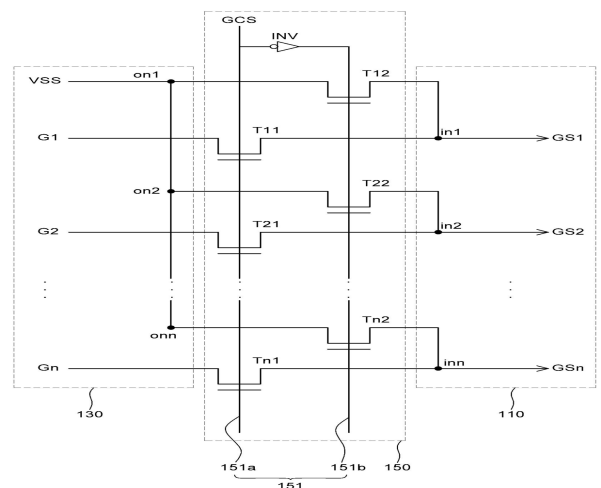 GCS
INV
VSS on1 T12
G1 T11 in1 GS1
on2 T22
G2 T21 in2 GS2
onn Tn2
Gn Tn1 inn GSn
130 110
151a 151b 150
151